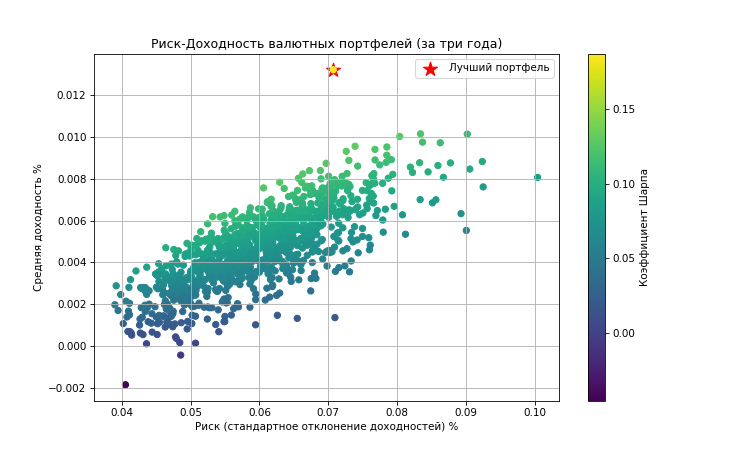 Риск-Доходность валютных портфелей (за три года)
Лучший портфель
Средняя доходность %
0.012
0.010
0.008
0.006
0.004
0.002
0.000
−0.002
0.04 0.05 0.06 0.07 0.08 0.09 0.10
Риск (стандартное отклонение доходностей) %
0.15
0.10
0.05
0.00
Коэффициент Шарпа